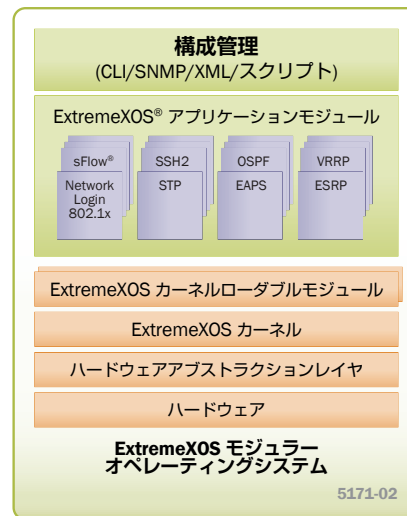 構成管理
(CLI/SNMP/XML/スクリプト)
ExtremeXOS® アプリケーションモジュール
sFlow®
SSH2
OSPF
VRRP
Network
Login
802.1x
STP
EAPS
ESRP
ExtremeXOS カーネルローダブルモジュール
ExtremeXOS カーネル
ハードウェアアブストラクションレイヤ
ハードウェア
ExtremeXOS モジュラー
オペレーティングシステム
5171-02